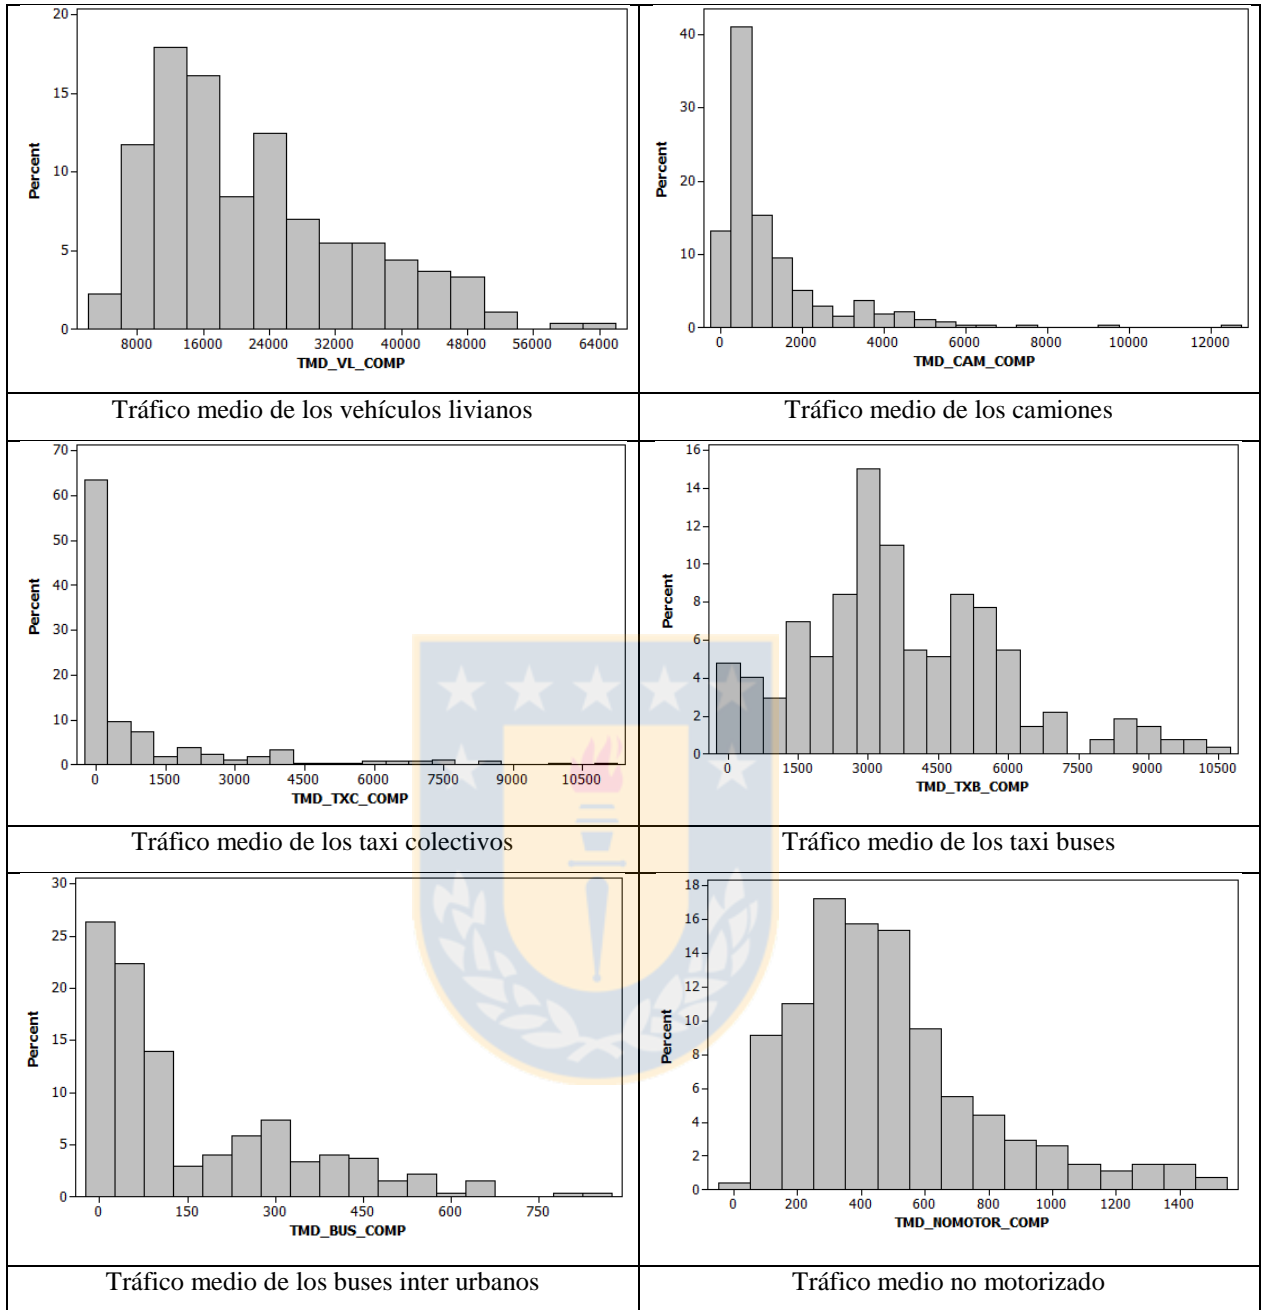 20
15
10
5
0
Percent
8000 16000 24000 32000 40000 48000 56000 64000
TMD_VL_COMP
40
30
20
10
0
Percent
0 2000 4000 6000 8000 10000 12000
TMD_CAM_COMP
Tráfico medio de los vehículos livianos
Tráfico medio de los camiones
70
60
50
40
30
20
10
0
Percent
0 1500 3000 4500 6000 7500 9000 10500
TMD_TXC_COMP
16
14
12
10
8
6
4
2
0
Percent
0 1500 3000 4500 6000 7500 9000 10500
TMD_TXB_COMP
Tráfico medio de los taxi colectivos
Tráfico medio de los taxi buses
30
25
20
15
10
5
0
Percent
0 150 300 450 600 750
TMD_BUS_COMP
18
16
14
12
10
8
6
4
2
0
Percent
0 200 400 600 800 1000 1200 1400
TMD_NOMOTOR_COMP
Tráfico medio de los buses inter urbanos
Tráfico medio no motorizado